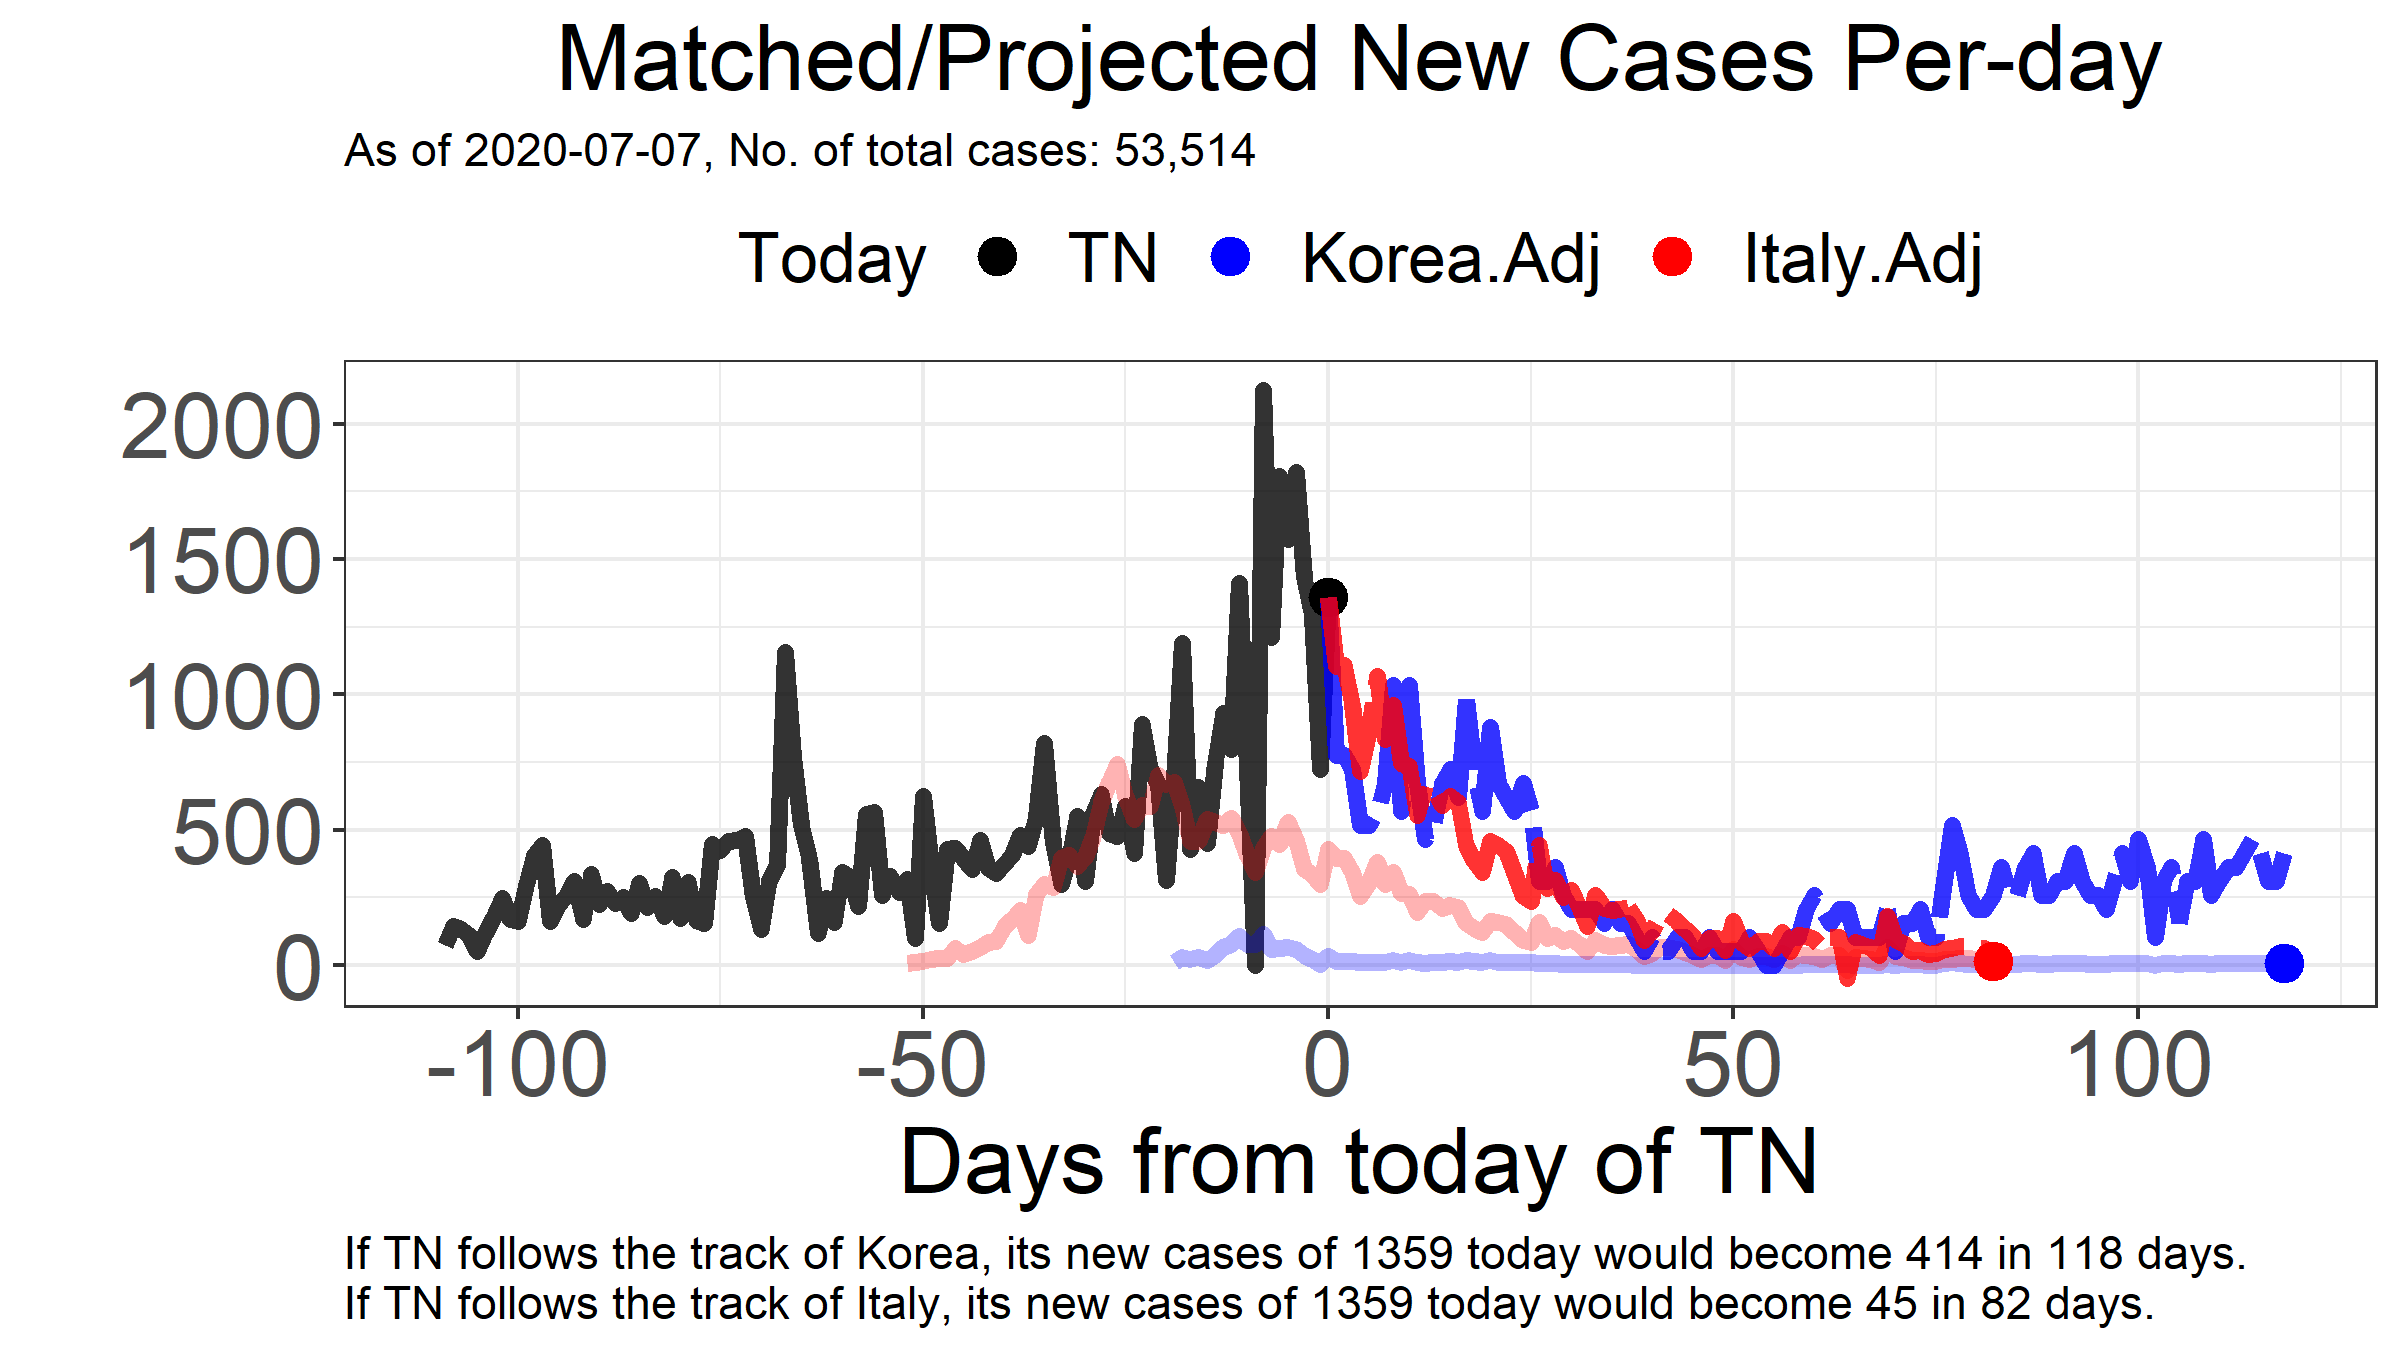 Matched/Projected New Cases Per-day
As of 2020-07-07, No. of total cases: 53,514
Today TN Korea.Adj Italy.Adj
2000
1500
1000
500
0
-100 -50 0 50 100
Days from today of TN
If TN follows the track of Korea, its new cases of 1359 today would become 414 in 118 days.
If TN follows the track of Italy, its new cases of 1359 today would become 45 in 82 days.